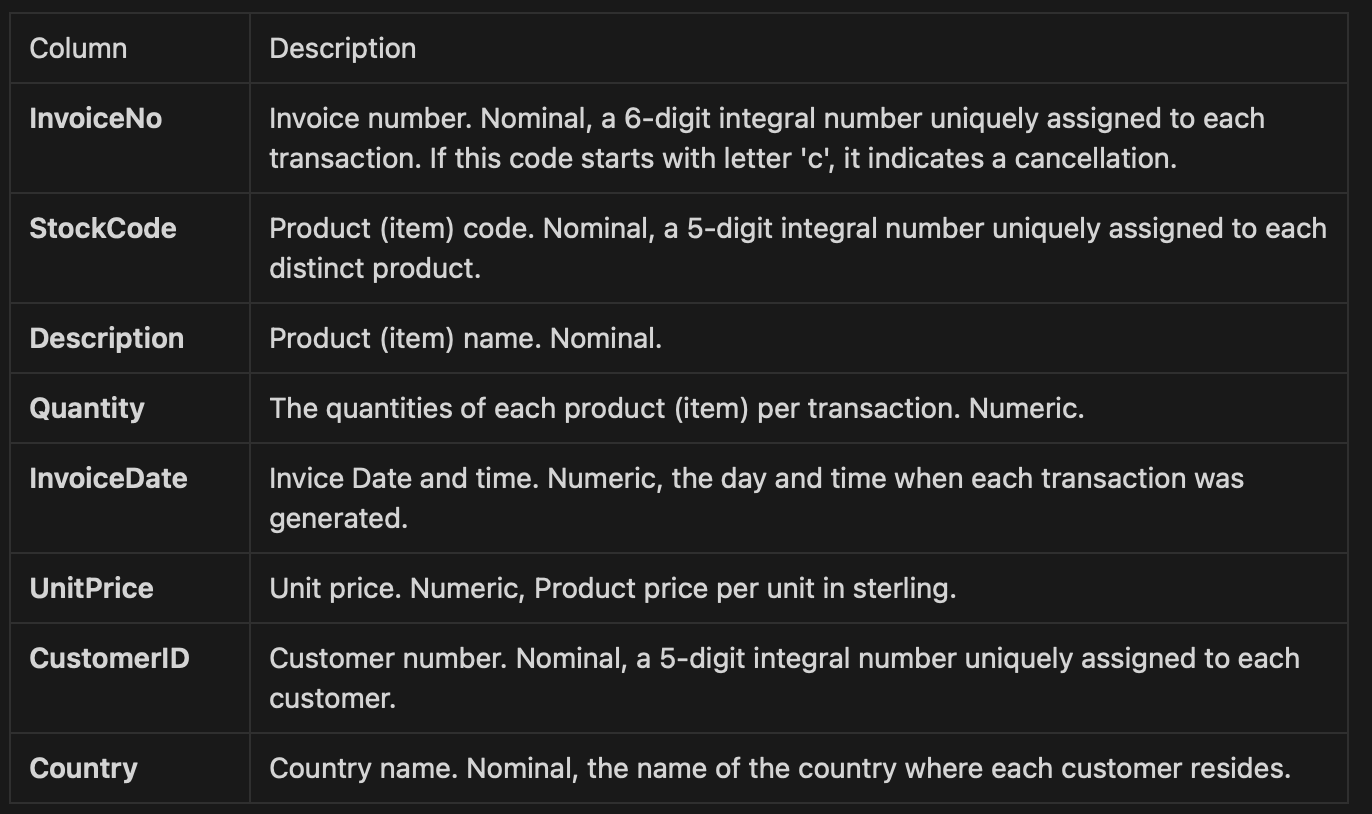 Column Description
InvoiceNo Invoice number. Nominal, a 6-digit integral number uniquely assigned to each
transaction. If this code starts with letter 'c', it indicates a cancellation.
StockCode Product (item) code. Nominal, a 5-digit integral number uniquely assigned to each
distinct product.
Description Product (item) name. Nominal.
Quantity The quantities of each product (item) per transaction. Numeric.
InvoiceDate Invice Date and time. Numeric, the day and time when each transaction was
generated.
UnitPrice Unit price. Numeric, Product price per unit in sterling.
CustomerID Customer number. Nominal, a 5-digit integral number uniquely assigned to each
customer.
Country Country name. Nominal, the name of the country where each customer resides.